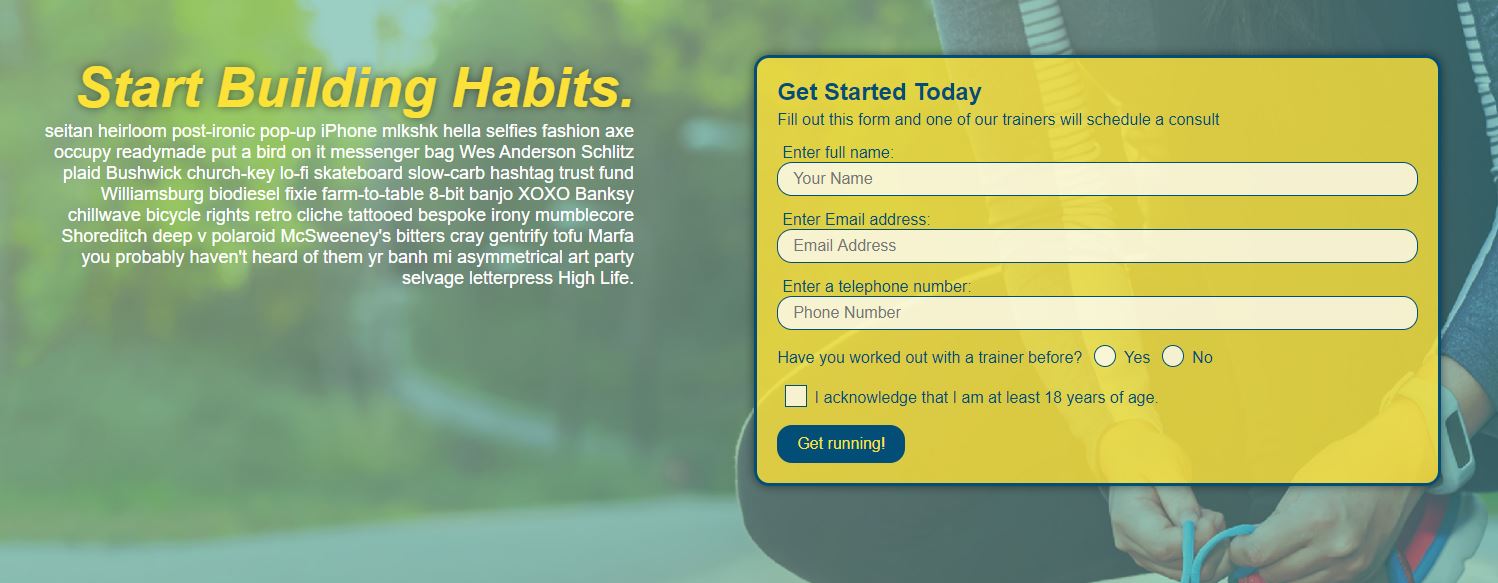 Start Building Habits.
seitan heirloom post-ironic pop-up iPhone mlkshk hella selfies fashion axe
occupy readymade put a bird on it messenger bag Wes Anderson Schlitz
plaid Bushwick church-key lo-fi skateboard slow-carb hashtag trust fund
Williamsburg biodiesel fixie farm-to-table 8-bit banjo XOXO Banksy
chillwave bicycle rights retro cliche tattooed bespoke irony mumblecore
Shoreditch deep v polaroid McSweeney's bitters cray gentrify tofu Marfa
you probably haven't heard of them yr banh mi asymmetrical art party
selvage letterpress High Life.
Get Started Today
Fill out this form and one of our trainers will schedule a consult
Enter full name:
Your Name
Enter Email address:
Email Address
Enter a telephone number:
Phone Number
Have you worked out with a trainer before? Yes No
I acknowledge that I am at least 18 years of age.
Get running!